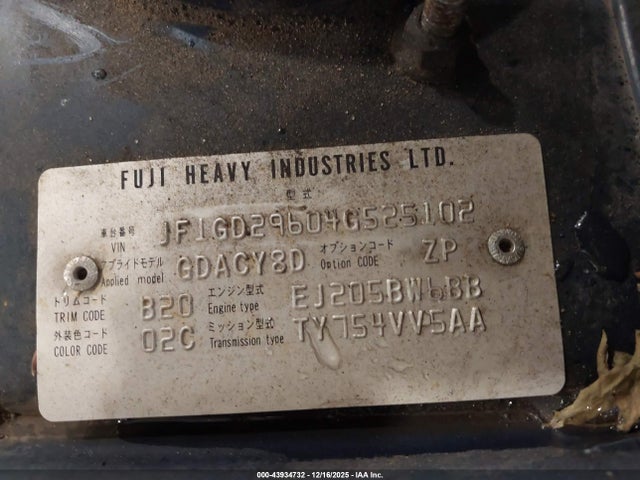 FUJI HEAVY INDUSTRIES LTD.
型式
車台番号 VIN JF1GD29604G525102
アプライドモデル Applied model GDACY8D オプションコード Option CODE ZP
トリムコード TRIM CODE B20 エンジン型式 Engine type EJ205BW6BB
外装色コード COLOR CODE 02C ミッション型式 Transmission type TY754VV5AA
000-43934732 - 12/16/2025 - IAA Inc.